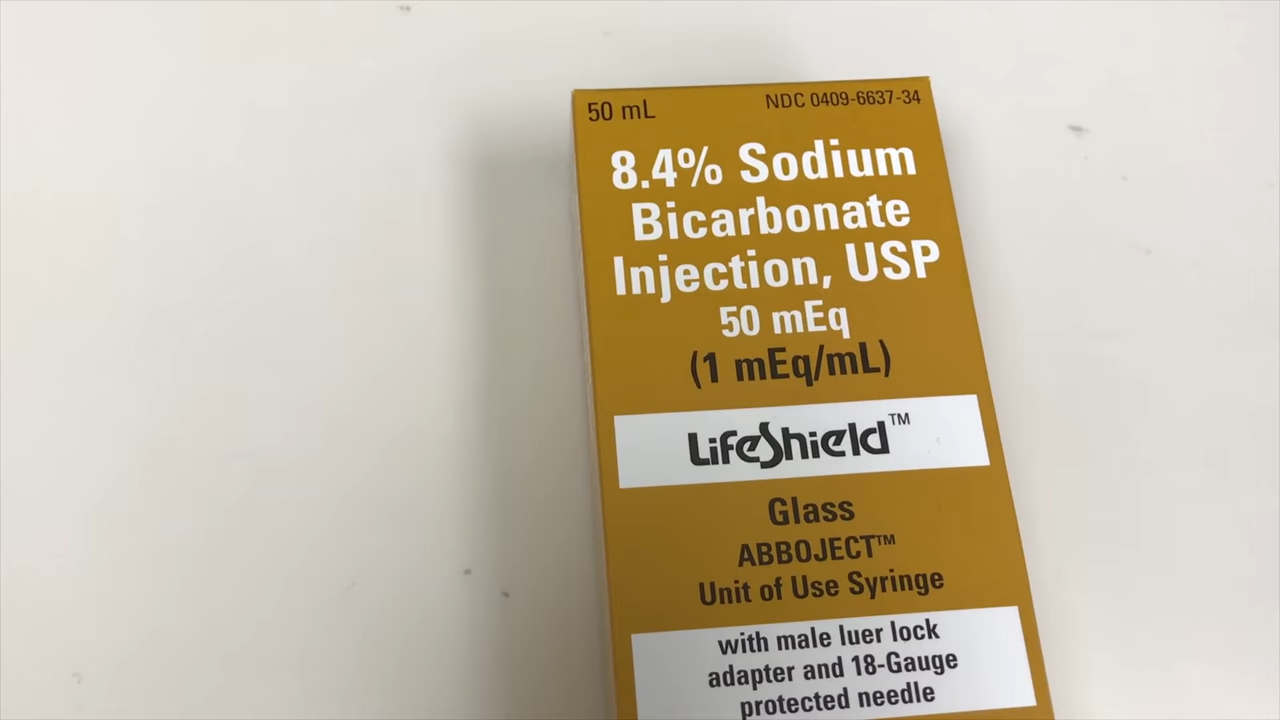 50 mL
NDC 0409-6637-34
8.4% Sodium
Bicarbonate
Injection, USP
50 mEq
(1 mEq/mL)
LifeShield™
Glass
ABBOJECT™
Unit of Use Syringe
with male luer lock
adapter and 18-Gauge
protected needle